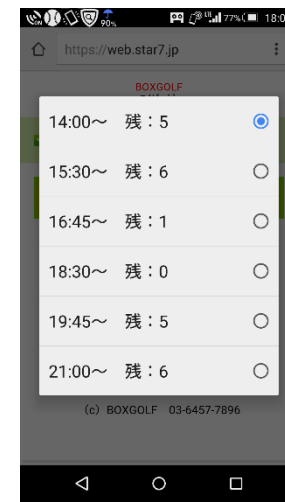 90%
77%
18:0
https://web.star7.jp
BOXGOLF
14:00～ 残：5
15:30～ 残：6
16:45～ 残：1
18:30～ 残：0
19:45～ 残：5
21:00～ 残：6
(c) BOXGOLF 03-6457-7896